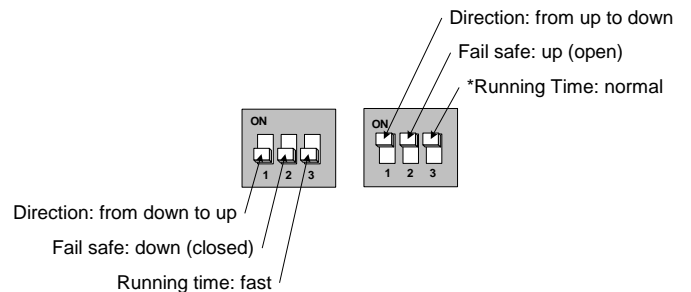 Direction: from up to down
Fail safe: up (open)
*Running Time: normal
ON
1 2 3
ON
1 2 3
Direction: from down to up
Fail safe: down (closed)
Running time: fast